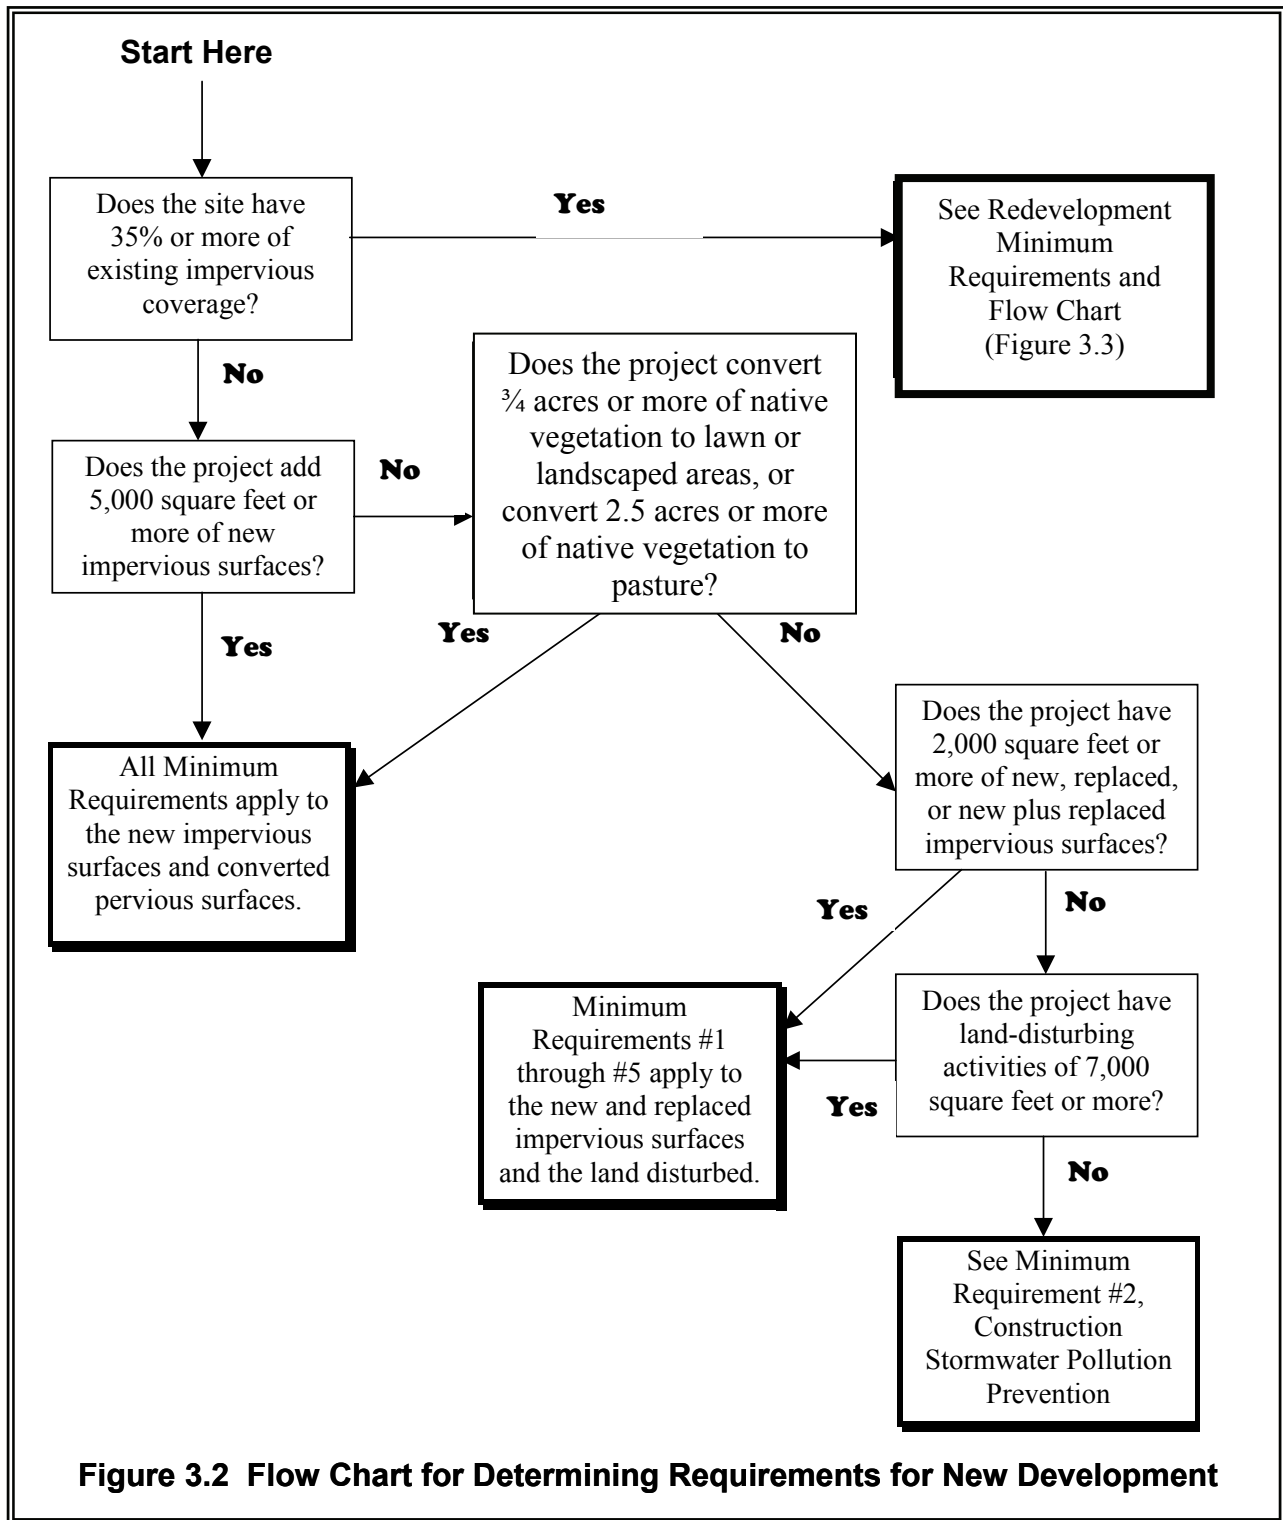 Start Here
Does the site have
35% or more of
existing impervious
coverage?
Yes
See Redevelopment
Minimum
Requirements and
Flow Chart
(Figure 3.3)
No
Does the project add
5,000 square feet or
more of new
impervious surfaces?
No
Does the project convert
¾ acres or more of native
vegetation to lawn or
landscaped areas, or
convert 2.5 acres or more
of native vegetation to
pasture?
Yes
Yes
No
All Minimum
Requirements apply to
the new impervious
surfaces and converted
pervious surfaces.
Does the project have
2,000 square feet or
more of new, replaced,
or new plus replaced
impervious surfaces?
Yes
No
Minimum
Requirements #1
through #5 apply to
the new and replaced
impervious surfaces
and the land disturbed.
Does the project have
land-disturbing
activities of 7,000
square feet or more?
Yes
No
See Minimum
Requirement #2,
Construction
Stormwater Pollution
Prevention
Figure 3.2 Flow Chart for Determining Requirements for New Development